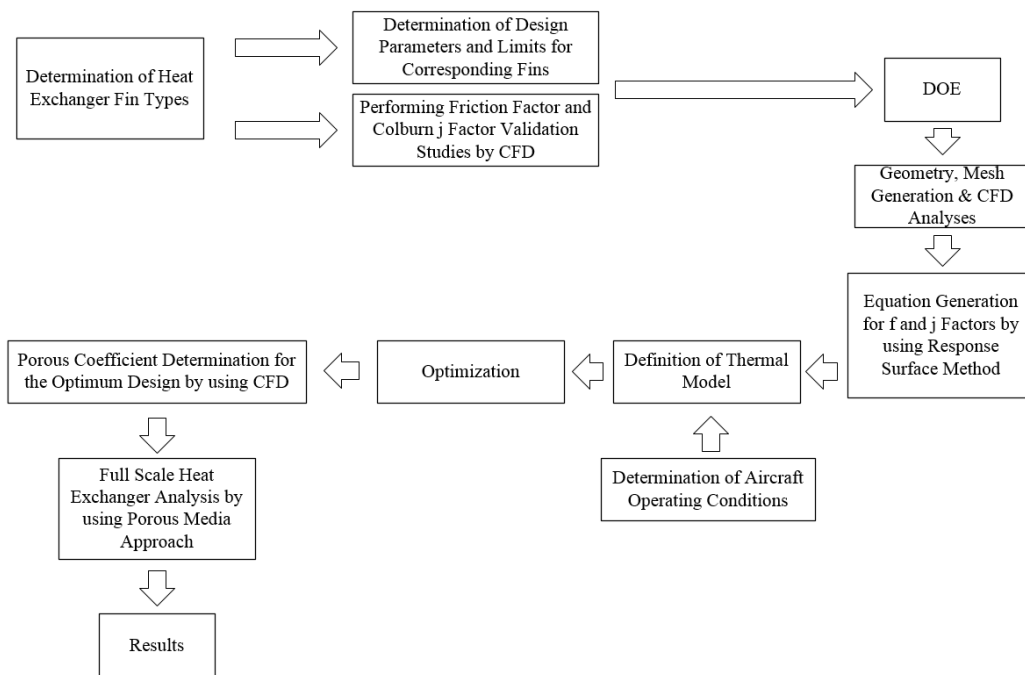 Determination of Heat
Exchanger Fin Types
Determination of Design
Parameters and Limits for
Corresponding Fins
Performing Friction Factor and
Colburn j Factor Validation
Studies by CFD
DOE
Geometry, Mesh
Generation & CFD
Analyses
Equation Generation
for f and j Factors by
using Response
Surface Method
Definition of Thermal
Model
Determination of Aircraft
Operating Conditions
Optimization
Porous Coefficient Determination for
the Optimum Design by using CFD
Full Scale Heat
Exchanger Analysis by
using Porous Media
Approach
Results